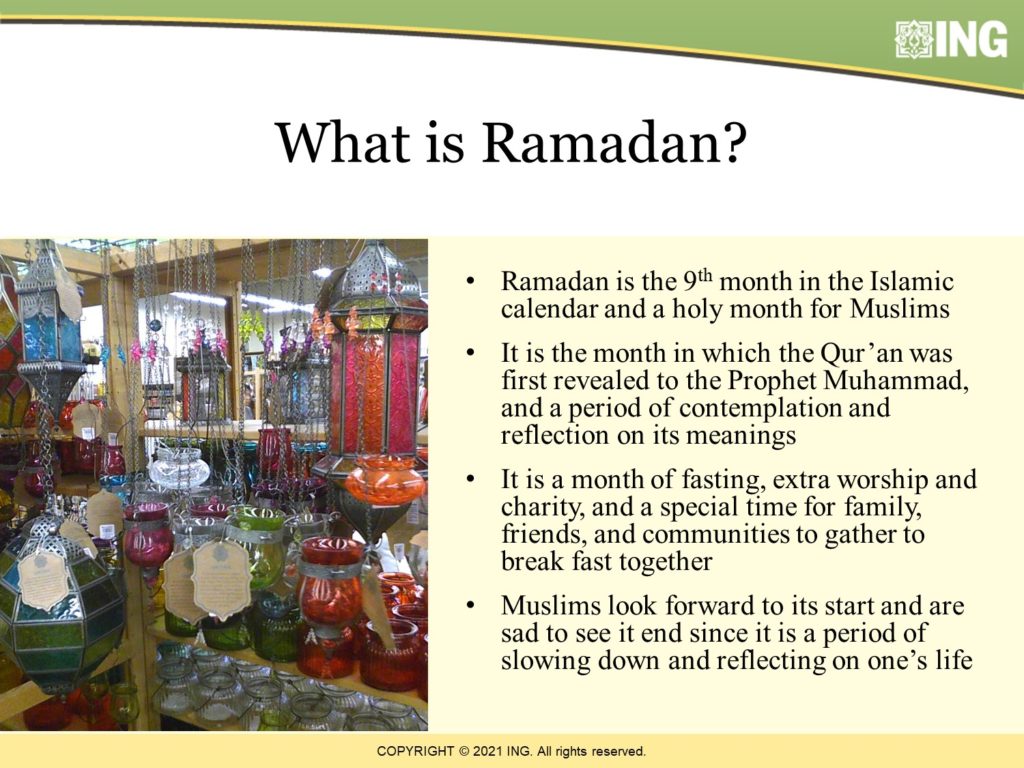 ING
What is Ramadan?
• Ramadan is the 9th month in the Islamic
calendar and a holy month for Muslims
• It is the month in which the Qur’an was
first revealed to the Prophet Muhammad,
and a period of contemplation and
reflection on its meanings
• It is a month of fasting, extra worship and
charity, and a special time for family,
friends, and communities to gather to
break fast together
• Muslims look forward to its start and are
sad to see it end since it is a period of
slowing down and reflecting on one’s life
COPYRIGHT © 2021 ING. All rights reserved.